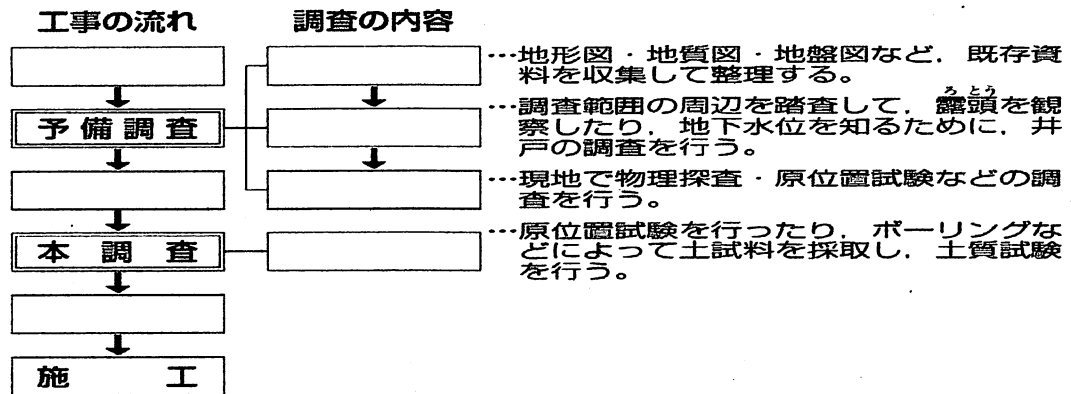 工事の流れ
調査の内容
…地形図・地質図・地盤図など，既存資
料を収集して整理する。
予備調査
…調査範囲の周辺を踏査して，露頭を観
ろとう
察したり，地下水位を知るために，井
戸の調査を行う。
…現地で物理探査・原位置試験などの調
査を行う。
本調査
…原位置試験を行ったり，ボーリングな
どによって土試料を採取し，土質試験
を行う。
施工